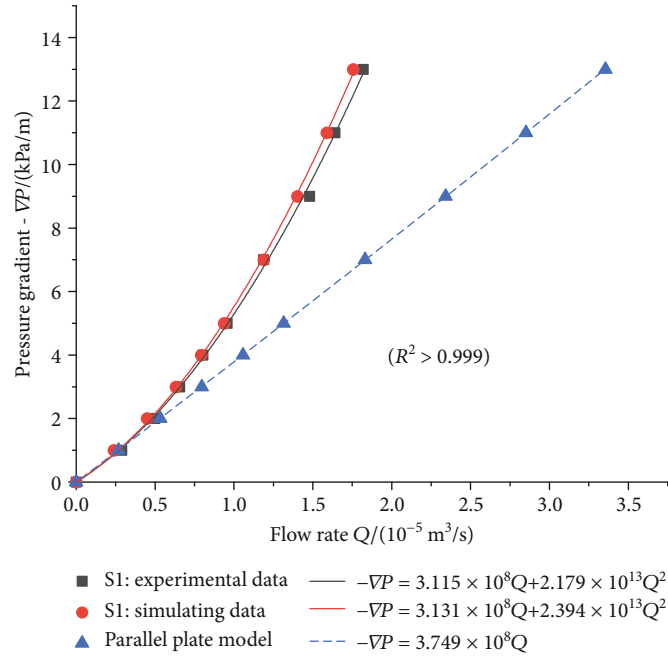 15
14
12
10
8
6
4
2
0
Pressure gradient - ∇P/(kPa/m)
(R² > 0.999)
0.0 0.5 1.0 1.5 2.0 2.5 3.0 3.5
Flow rate Q/(10⁻⁵ m³/s)
S1: experimental data −∇P = 3.115 × 10⁸Q+2.179 × 10¹³Q²
S1: simulating data −∇P = 3.131 × 10⁸Q+2.394 × 10¹³Q²
Parallel plate model −∇P = 3.749 × 10⁸Q